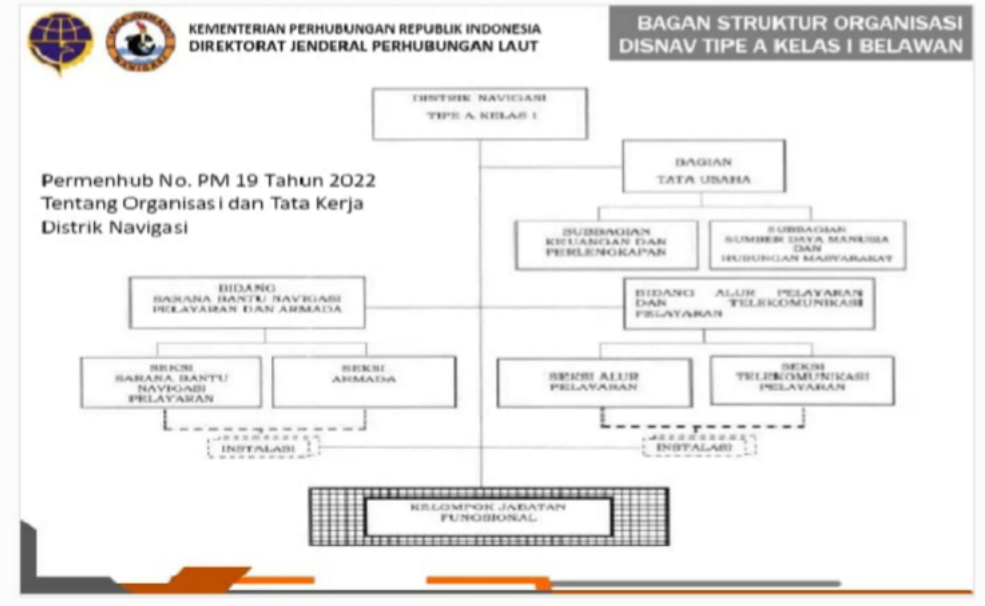 KEMENTERIAN PERHUBUNGAN REPUBLIK INDONESIA
DIREKTORAT JENDERAL PERHUBUNGAN LAUT
BAGAN STRUKTUR ORGANISASI
DISNAV TIPE A KELAS I BELAWAN
DISTRIK NAVIGASI
TIPE A KELAS I
Permenhub No. PM 19 Tahun 2022
Tentang Organisasi dan Tata Kerja
Distrik Navigasi
BAGIAN
TATA USAHA
SUBBAGIAN
KEUANGAN DAN
PERLENGKAPAN
SUBBAGIAN
SUMBER DAYA MANUSIA
DAN
HUBUNGAN MASYARAKAT
BIDANG
SARANA BANTU NAVIGASI
PELAYARAN DAN ARMADA
BIDANG ALUR PELAYARAN
DAN TELEKOMUNIKASI
PELAYARAN
SEKSI
SARANA BANTU
NAVIGASI
PELAYARAN
SEKSI
ARMADA
SEKSI ALUR
PELAYARAN
SEKSI
TELEKOMUNIKASI
PELAYARAN
INSTALASI
INSTALASI
KELOMPOK JABATAN
FUNGSIONAL